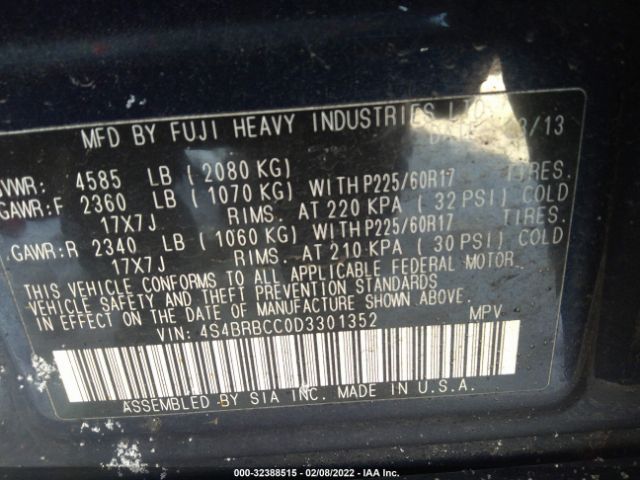 MFD BY FUJI HEAVY INDUSTRIES LTD.
3/13
GVWR: 4585 LB ( 2080 KG)
GAWR:F 2360 LB ( 1070 KG) WITH P225/60R17 TIRES.
17X7J RIMS. AT 220 KPA ( 32 PSI) COLD
GAWR:R 2340 LB ( 1060 KG) WITH P225/60R17 TIRES.
17X7J RIMS. AT 210 KPA ( 30 PSI) COLD
THIS VEHICLE CONFORMS TO ALL APPLICABLE FEDERAL MOTOR
VEHICLE SAFETY AND THEFT PREVENTION STANDARDS
IN EFFECT ON THE DATE OF MANUFACTURE SHOWN ABOVE.
VIN: 4S4BRBCC0D3301352 MPV
ASSEMBLED BY SIA INC. MADE IN U.S.A.
000-32388515 - 02/08/2022 - IAA Inc.